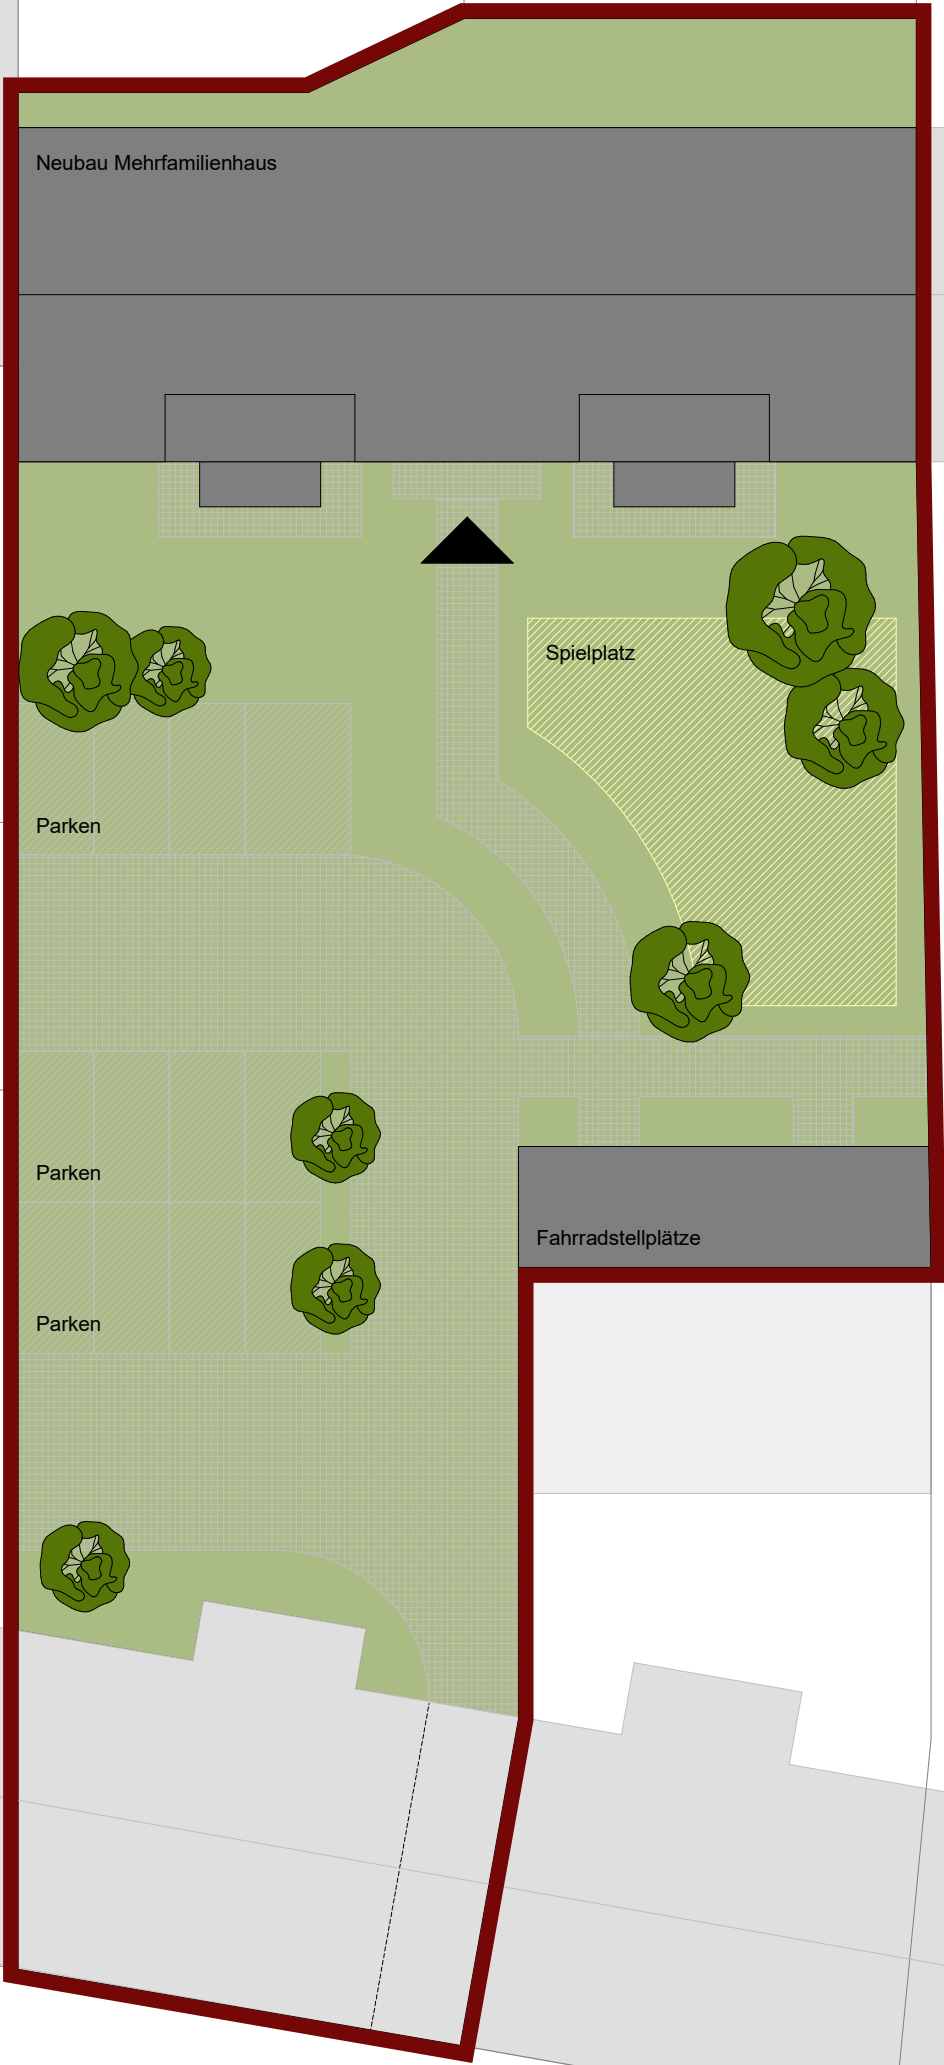 Neubau Mehrfamilienhaus
Spielplatz
Parken
Parken
Fahrradstellplätze
Parken